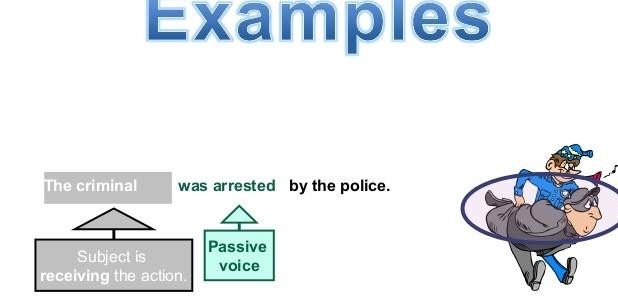 Examples
The criminal was arrested by the police.
Subject is
receiving the action.
Passive
voice